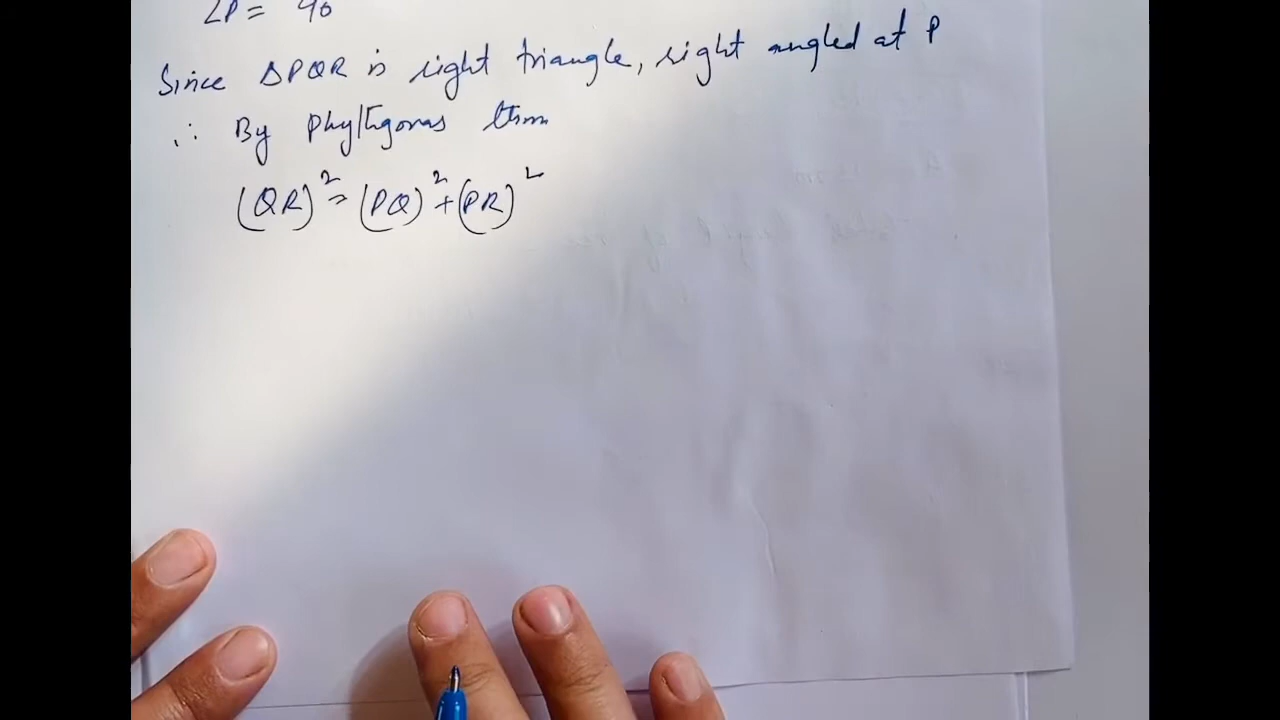 ∠P = 90
Since ΔPQR is right triangle, right angled at P
∴ By Phythgoras thm
(QR)² = (PQ)² + (PR)²